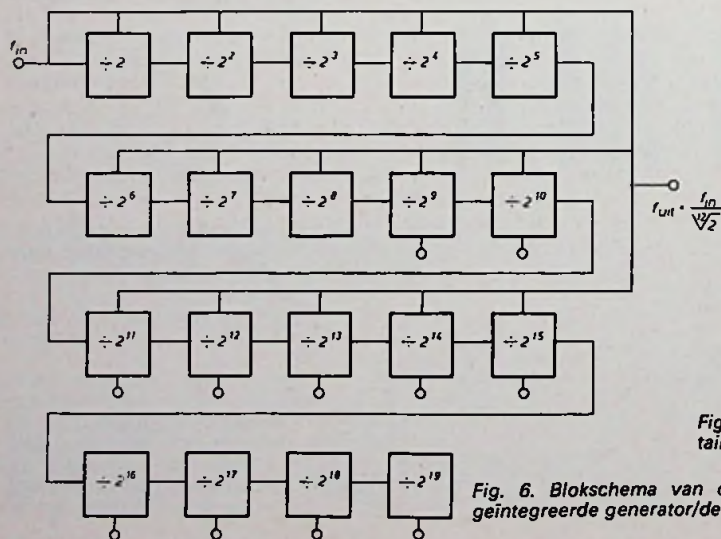 f_in
÷2 ÷2² ÷2³ ÷2⁴ ÷2⁵
÷2⁶ ÷2⁷ ÷2⁸ ÷2⁹ ÷2¹⁰
f_uit = f_in / ¹²√2
÷2¹¹ ÷2¹² ÷2¹³ ÷2¹⁴ ÷2¹⁵
÷2¹⁶ ÷2¹⁷ ÷2¹⁸ ÷2¹⁹
Fig
Fig. 6. Blokschema van
geïntegreerde generator/de